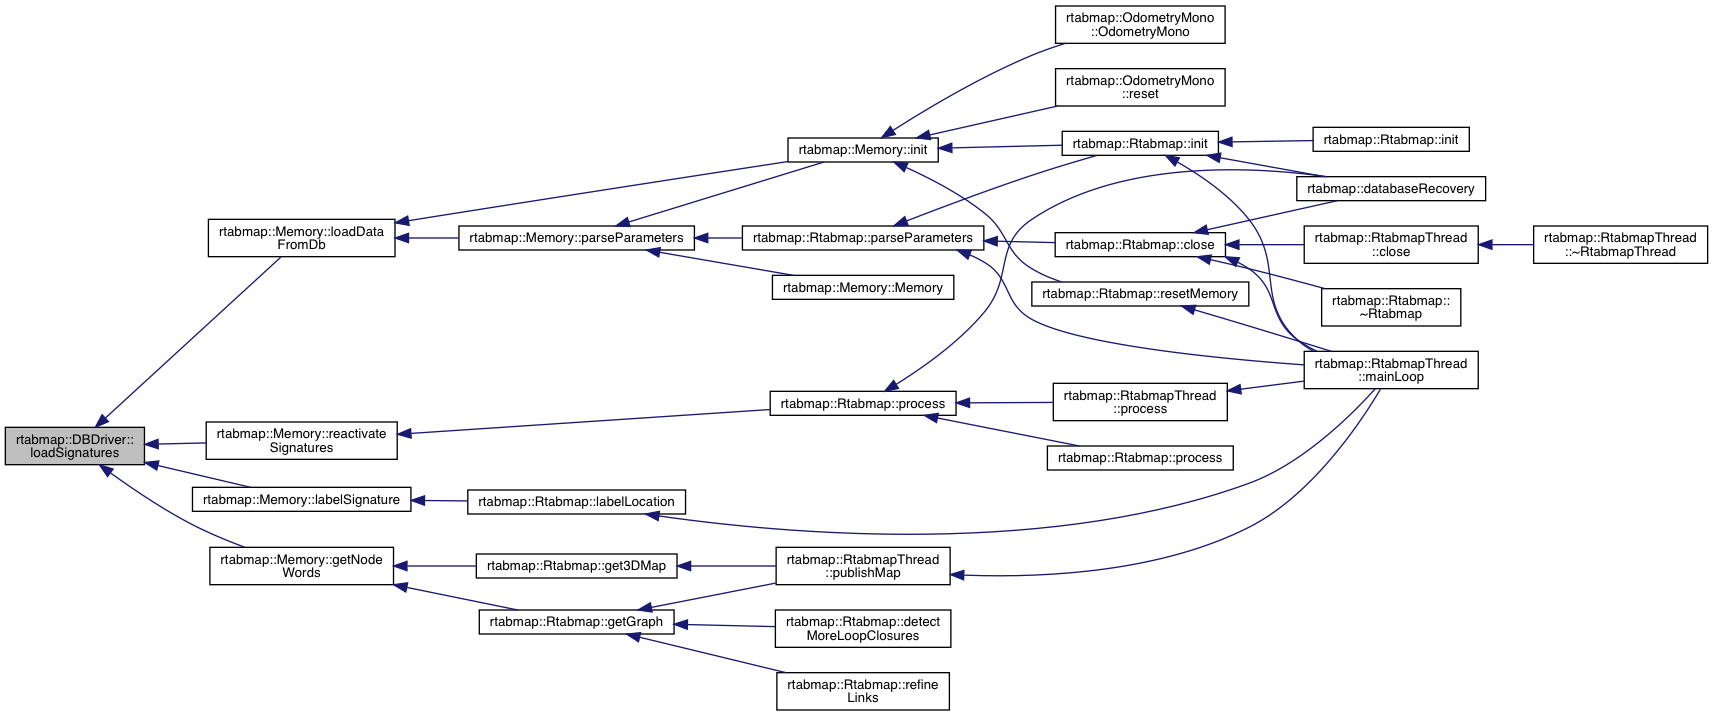 rtabmap::OdometryMono
::OdometryMono
rtabmap::OdometryMono
::reset
rtabmap::Memory::init
rtabmap::Rtabmap::init
rtabmap::Rtabmap::init
rtabmap::databaseRecovery
rtabmap::Memory::loadData
FromDb
rtabmap::Memory::parseParameters
rtabmap::Rtabmap::parseParameters
rtabmap::Rtabmap::close
rtabmap::RtabmapThread
::close
rtabmap::RtabmapThread
::~RtabmapThread
rtabmap::Memory::Memory
rtabmap::Rtabmap::resetMemory
rtabmap::Rtabmap::
~Rtabmap
rtabmap::RtabmapThread
::mainLoop
rtabmap::Rtabmap::process
rtabmap::RtabmapThread
::process
rtabmap::DBDriver::
loadSignatures
rtabmap::Memory::reactivate
Signatures
rtabmap::Rtabmap::process
rtabmap::Memory::labelSignature
rtabmap::Rtabmap::labelLocation
rtabmap::Memory::getNode
Words
rtabmap::Rtabmap::get3DMap
rtabmap::RtabmapThread
::publishMap
rtabmap::Rtabmap::getGraph
rtabmap::Rtabmap::detect
MoreLoopClosures
rtabmap::Rtabmap::refine
Links